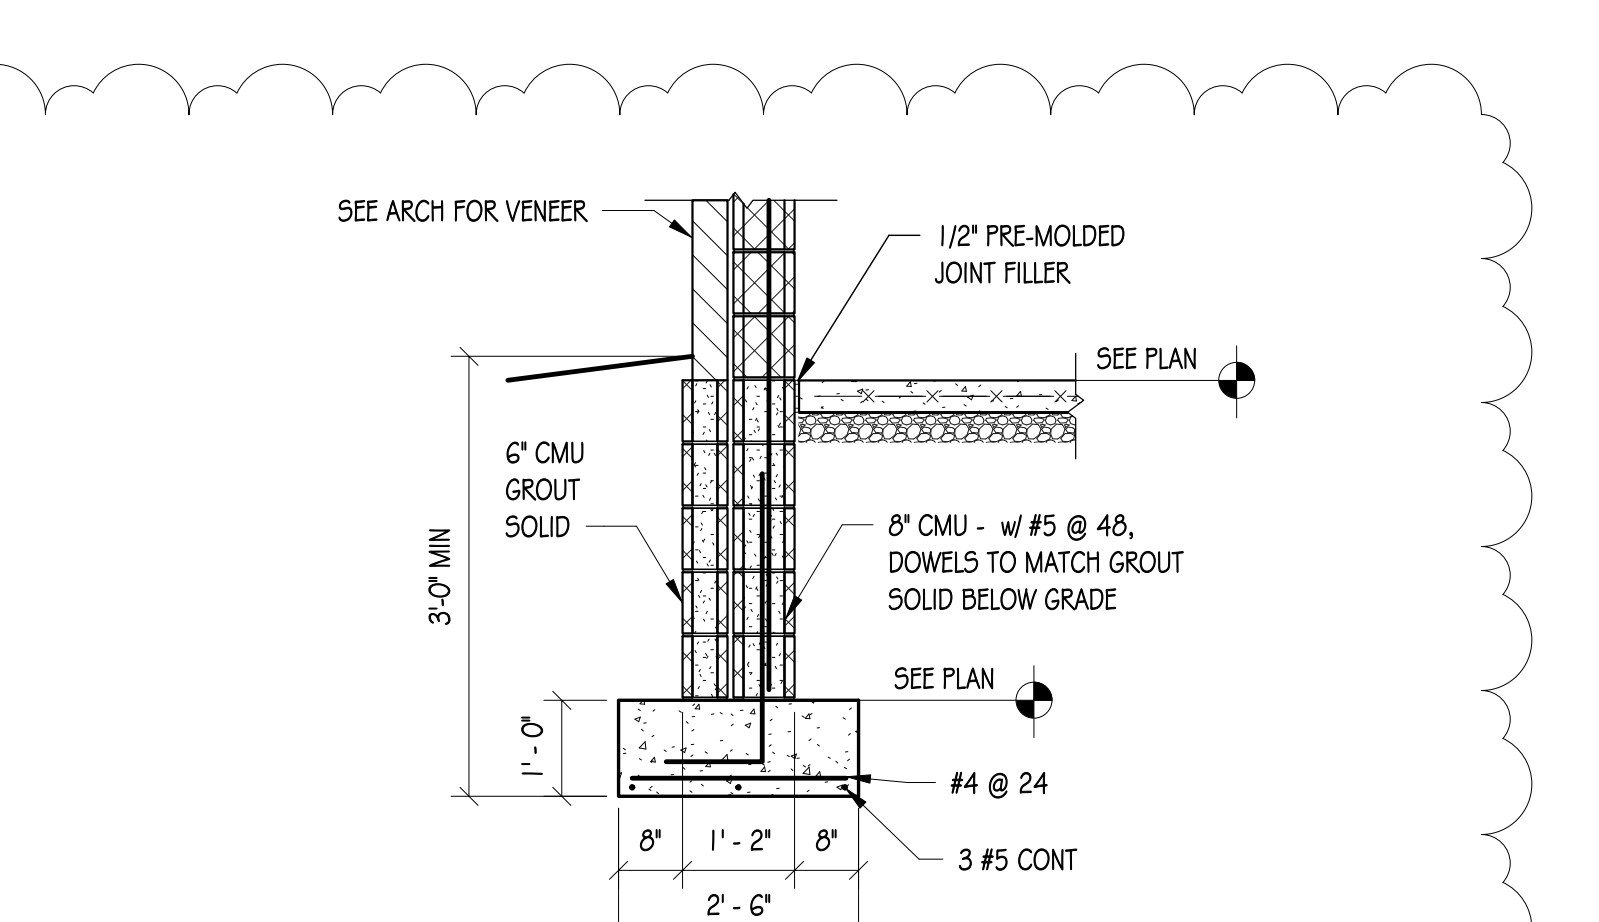 SEE ARCH FOR VENEER
1/2" PRE-MOLDED
JOINT FILLER
SEE PLAN
6" CMU
GROUT
SOLID
8" CMU - w/ #5 @ 48,
DOWELS TO MATCH GROUT
SOLID BELOW GRADE
3'-0" MIN
SEE PLAN
1' - 0"
#4 @ 24
8"
1' - 2"
8"
3 #5 CONT
2' - 6"